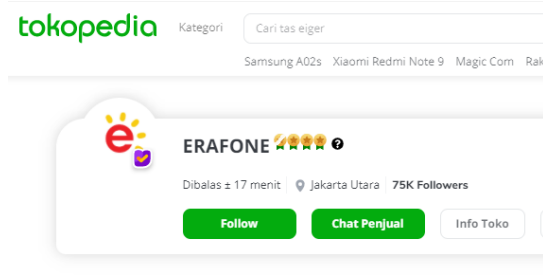 tokopedia Kategori Cari tas eiger
Samsung A02s Xiaomi Redmi Note 9 Magic Com Rak
e
ERAFONE ?
Dibalas ± 17 menit Jakarta Utara 75K Followers
Follow Chat Penjual Info Toko